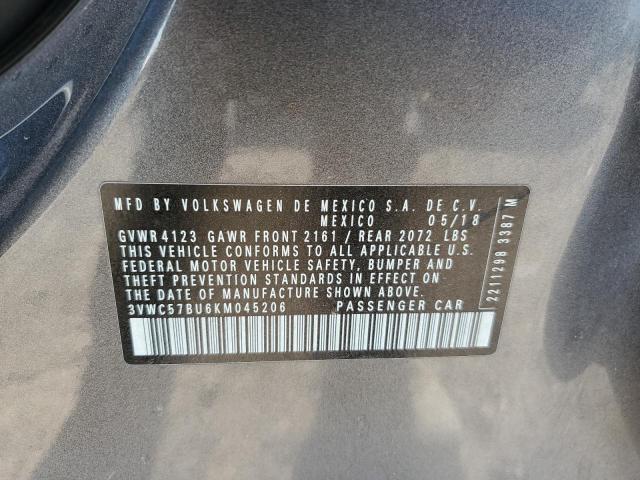 MFD BY VOLKSWAGEN DE MEXICO S.A. DE C.V.
MEXICO 05/18
GVWR 4123 GAWR FRONT 2161 / REAR 2072 LBS
THIS VEHICLE CONFORMS TO ALL APPLICABLE U.S.
FEDERAL MOTOR VEHICLE SAFETY, BUMPER AND
THEFT PREVENTION STANDARDS IN EFFECT ON
THE DATE OF MANUFACTURE SHOWN ABOVE.
3VWC57BU6KM045206 PASSENGER CAR
2211298 3387 M